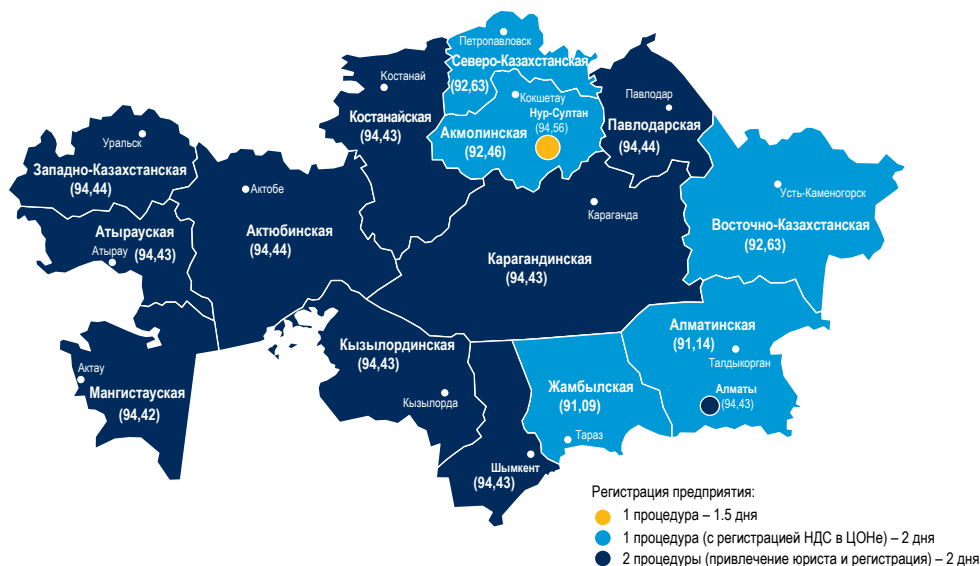 Петропавловск
Северо-Казахстанская
(92,63)
Костанай
Костанайская
(94,43)
Кокшетау
Нур-Султан
(94,56)
Акмолинская
(92,46)
Павлодар
Павлодарская
(94,44)
Уральск
Западно-Казахстанская
(94,44)
Актобе
Актюбинская
(94,44)
Атырауская
Атырау (94,43)
Караганда
Карагандинская
(94,43)
Усть-Каменогорск
Восточно-Казахстанская
(92,63)
Актау
Мангистауская
(94,42)
Кызылординская
(94,43)
Кызылорда
Алматинская
(91,14)
Талдыкорган
Алматы
(94,43)
Жамбылская
(91,09)
Тараз
Шымкент
(94,43)
Регистрация предприятия:
1 процедура – 1.5 дня
1 процедура (с регистрацией НДС в ЦОНе) – 2 дня
2 процедуры (привлечение юриста и регистрация) – 2 дня